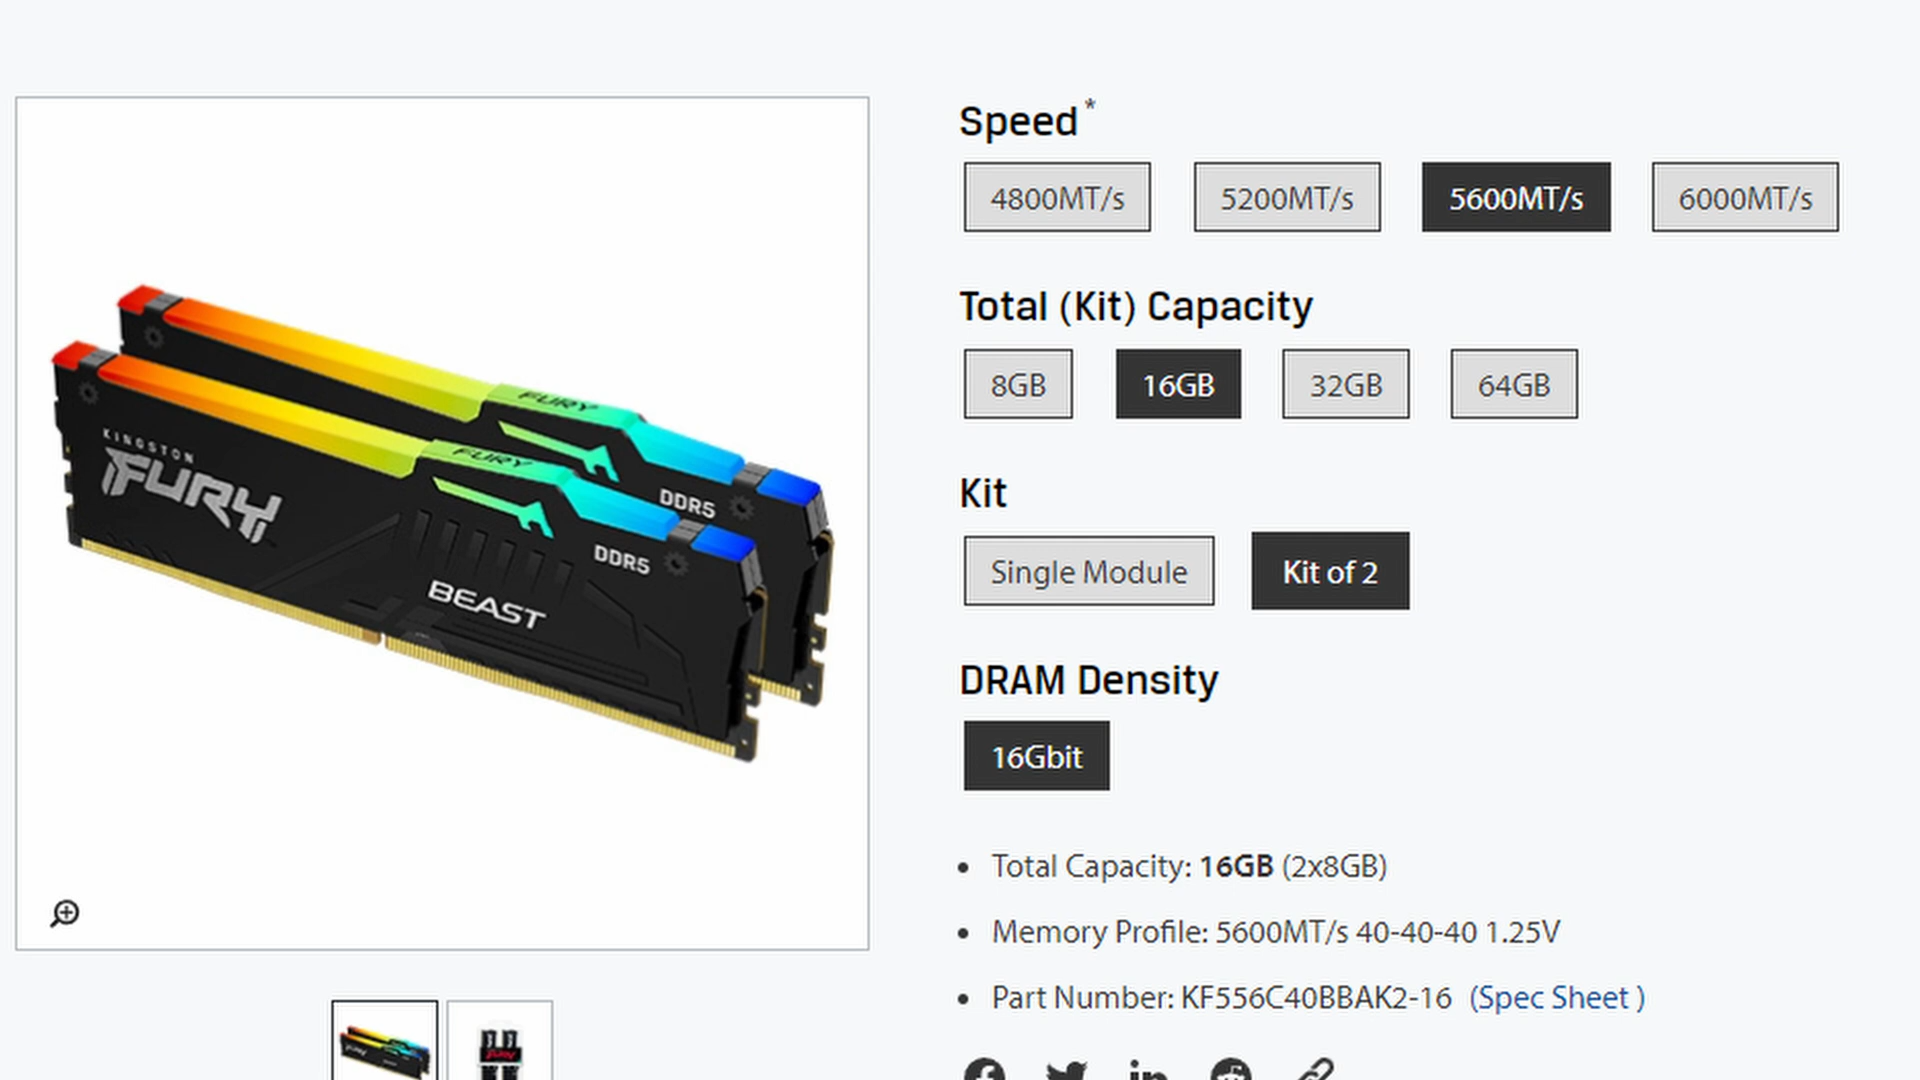 Speed*
4800MT/s 5200MT/s 5600MT/s 6000MT/s
Total (Kit) Capacity
8GB 16GB 32GB 64GB
Kit
Single Module Kit of 2
DRAM Density
16Gbit
• Total Capacity: 16GB (2x8GB)
• Memory Profile: 5600MT/s 40-40-40 1.25V
• Part Number: KF556C40BBAK2-16 (Spec Sheet )
FURY
DDR5
FURY
KINGSTON
FURY
DDR5
BEAST
FURY
FURY